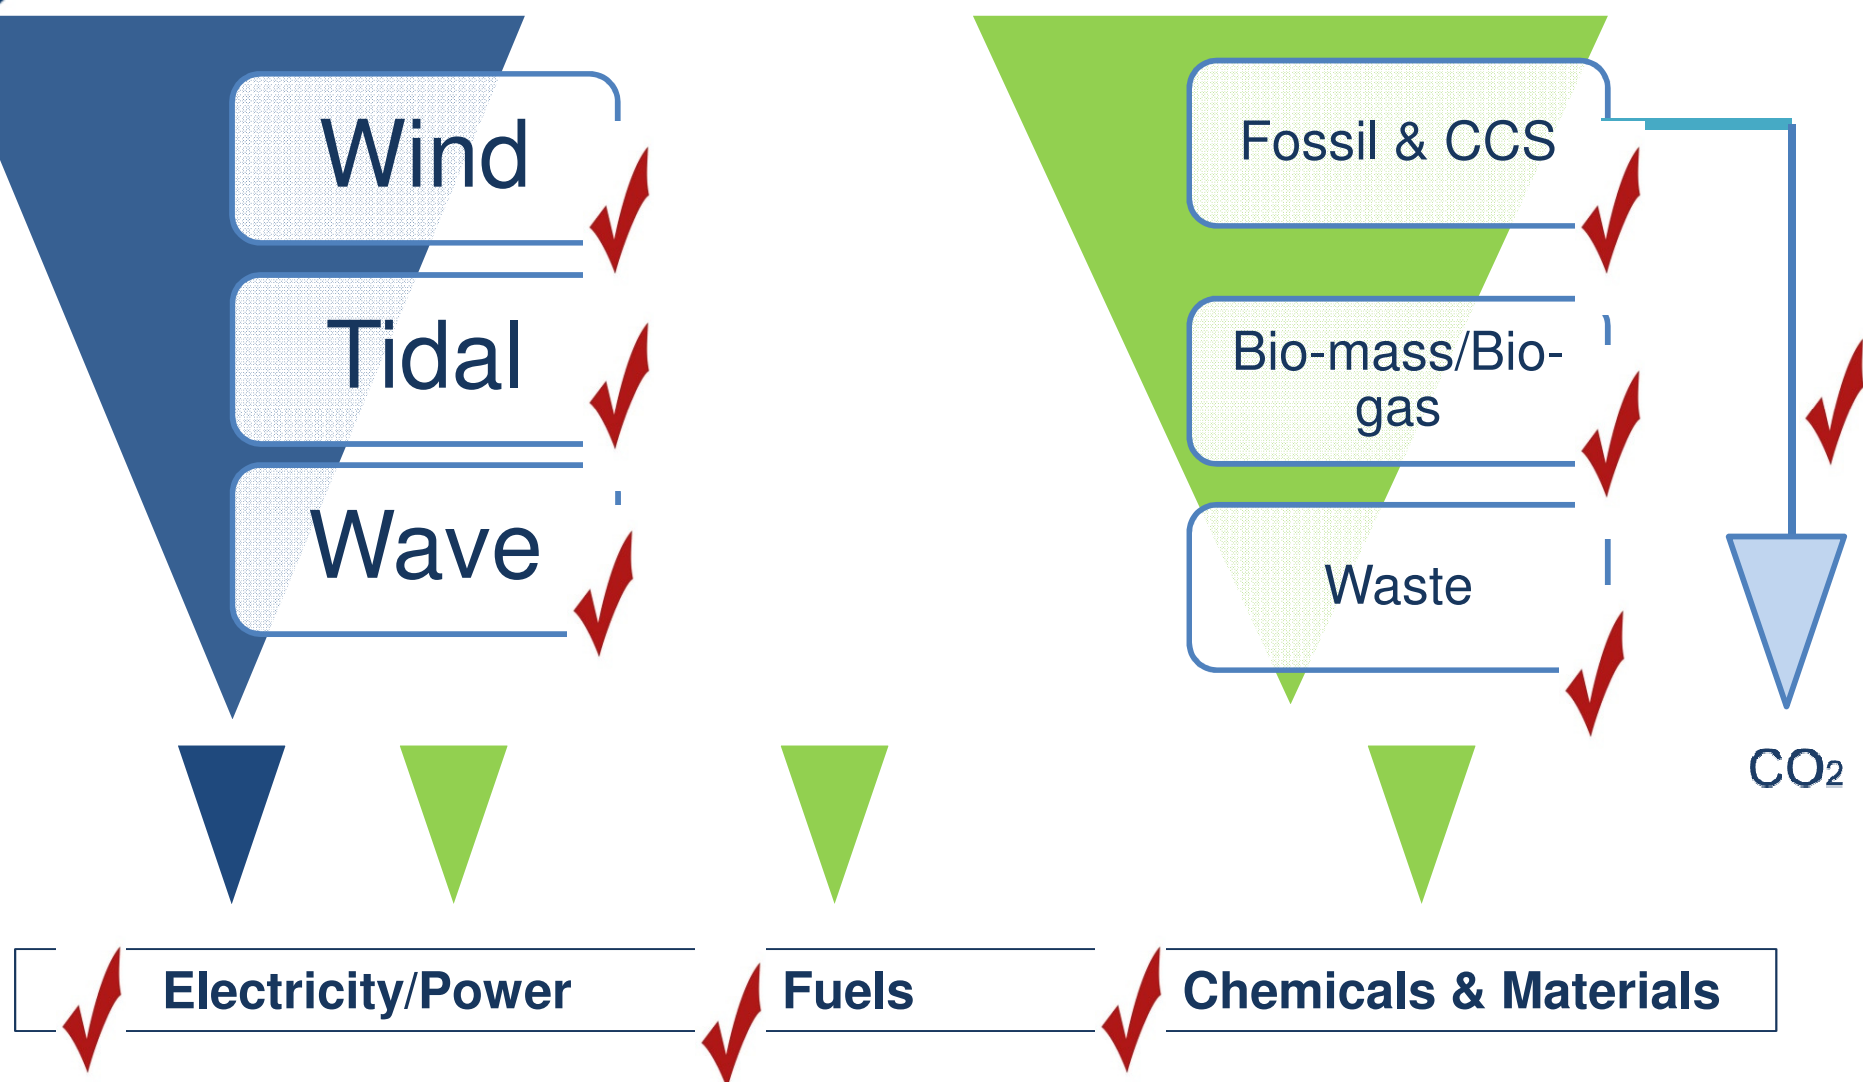 Wind
Tidal
Wave
Fossil & CCS
Bio-mass/Bio-
gas
Waste
CO2
Electricity/Power
Fuels
Chemicals & Materials